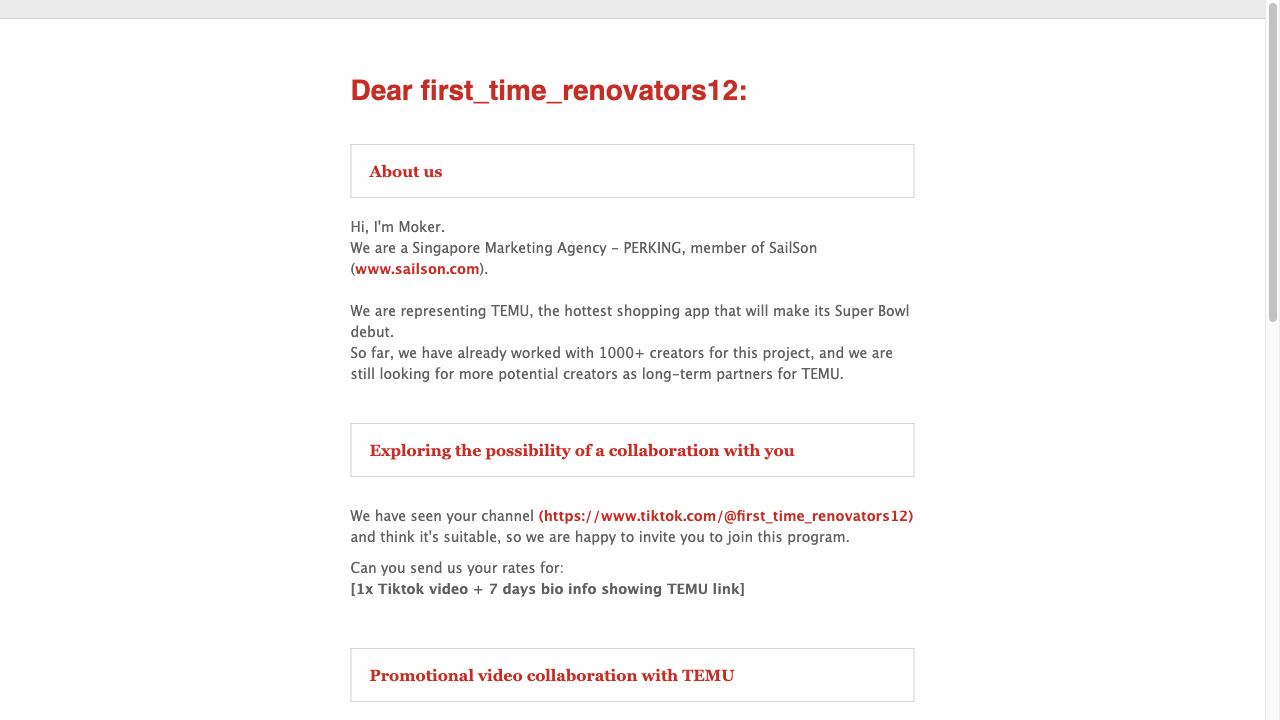 Dear first_time_renovators12:
About us
Hi, I'm Moker.
We are a Singapore Marketing Agency - PERKING, member of SailSon
(www.sailson.com).
We are representing TEMU, the hottest shopping app that will make its Super Bowl
debut.
So far, we have already worked with 1000+ creators for this project, and we are
still looking for more potential creators as long-term partners for TEMU.
Exploring the possibility of a collaboration with you
We have seen your channel (https://www.tiktok.com/@first_time_renovators12)
and think it's suitable, so we are happy to invite you to join this program.
Can you send us your rates for:
[1x Tiktok video + 7 days bio info showing TEMU link]
Promotional video collaboration with TEMU